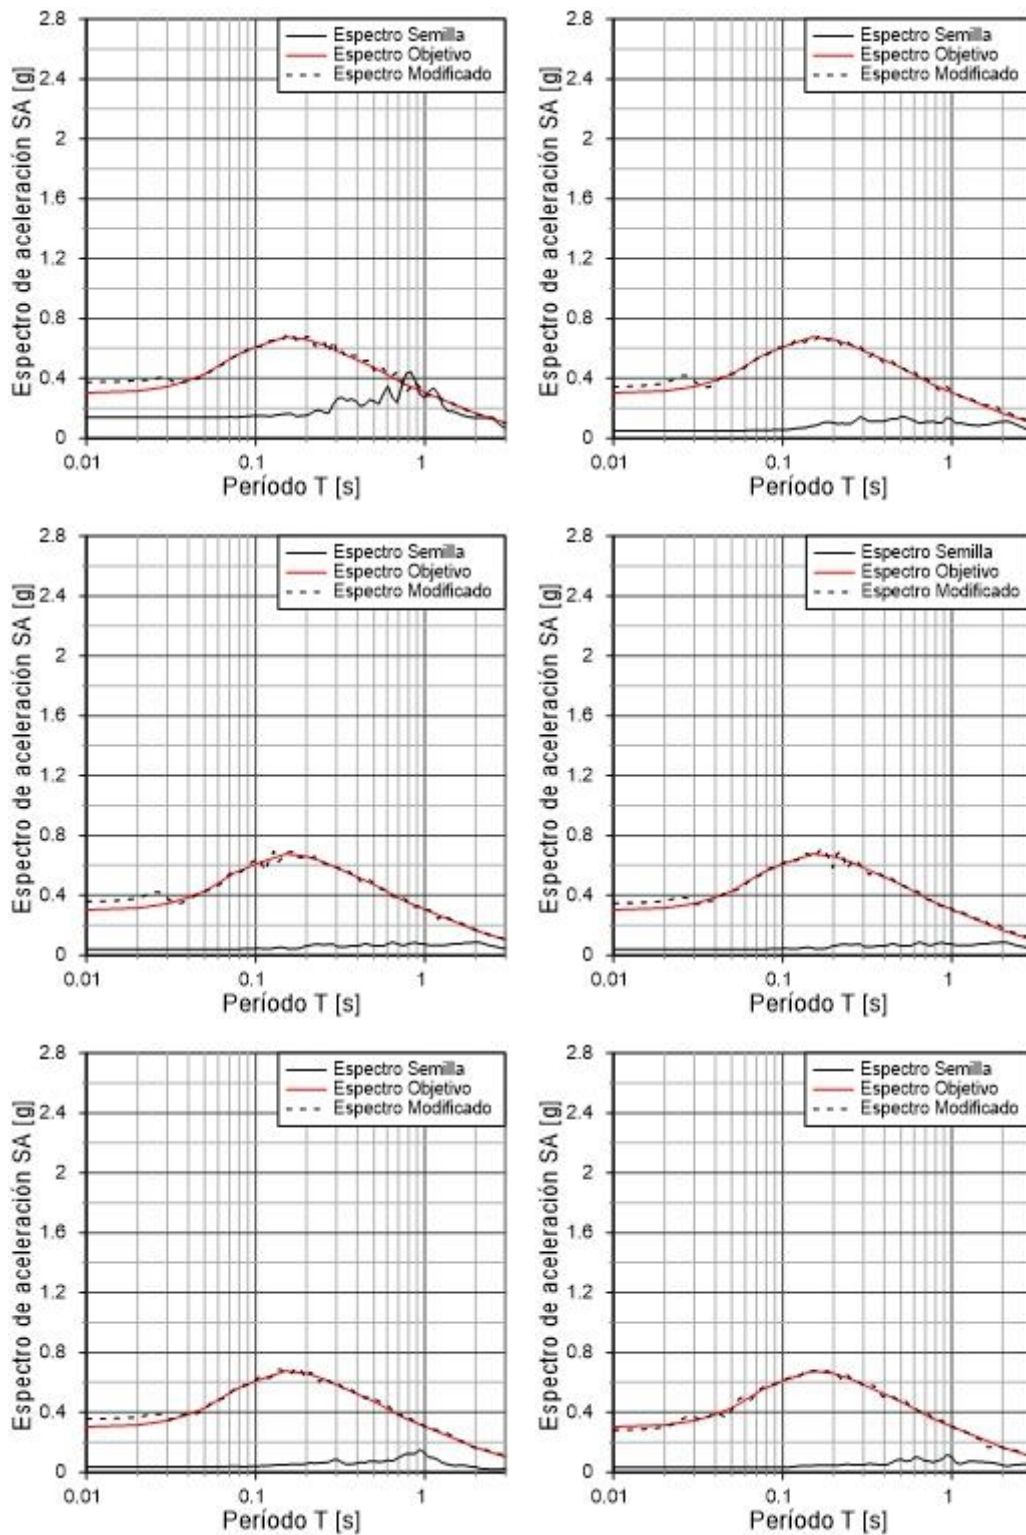 Espectro de aceleración SA [g]
2.8
2.4
2
1.6
1.2
0.8
0.4
0
Espectro Semilla
Espectro Objetivo
Espectro Modificado
0.01
0.1
1
Período T [s]
Espectro de aceleración SA [g]
2.8
2.4
2
1.6
1.2
0.8
0.4
0
Espectro Semilla
Espectro Objetivo
Espectro Modificado
0.01
0.1
1
Período T [s]
Espectro de aceleración SA [g]
2.8
2.4
2
1.6
1.2
0.8
0.4
0
Espectro Semilla
Espectro Objetivo
Espectro Modificado
0.01
0.1
1
Período T [s]
Espectro de aceleración SA [g]
2.8
2.4
2
1.6
1.2
0.8
0.4
0
Espectro Semilla
Espectro Objetivo
Espectro Modificado
0.01
0.1
1
Período T [s]
Espectro de aceleración SA [g]
2.8
2.4
2
1.6
1.2
0.8
0.4
0
Espectro Semilla
Espectro Objetivo
Espectro Modificado
0.01
0.1
1
Período T [s]
Espectro de aceleración SA [g]
2.8
2.4
2
1.6
1.2
0.8
0.4
0
Espectro Semilla
Espectro Objetivo
Espectro Modificado
0.01
0.1
1
Período T [s]